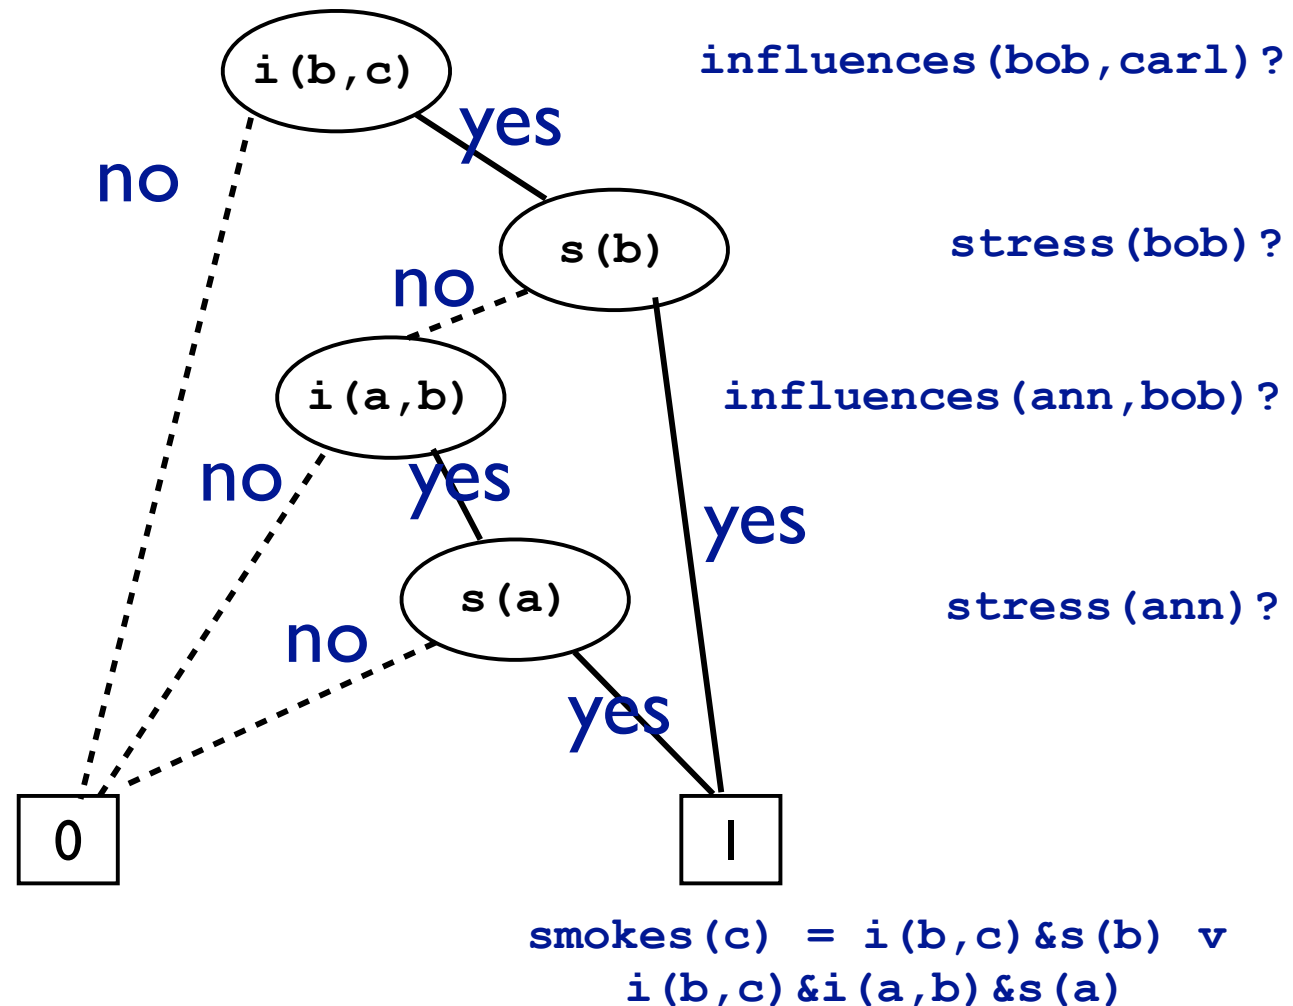 i(b,c)
influences(bob,carl)?
yes
no
s(b)
stress(bob)?
no
i(a,b)
influences(ann,bob)?
no
yes
yes
s(a)
stress(ann)?
no
yes
0
1
smokes(c) = i(b,c)&s(b) v
i(b,c)&i(a,b)&s(a)